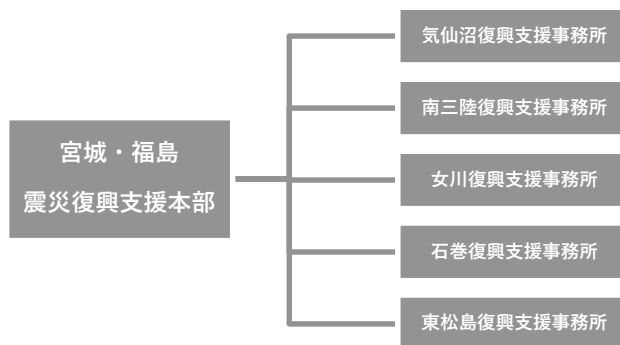 宮城・福島
震災復興支援本部
気仙沼復興支援事務所
南三陸復興支援事務所
女川復興支援事務所
石巻復興支援事務所
東松島復興支援事務所